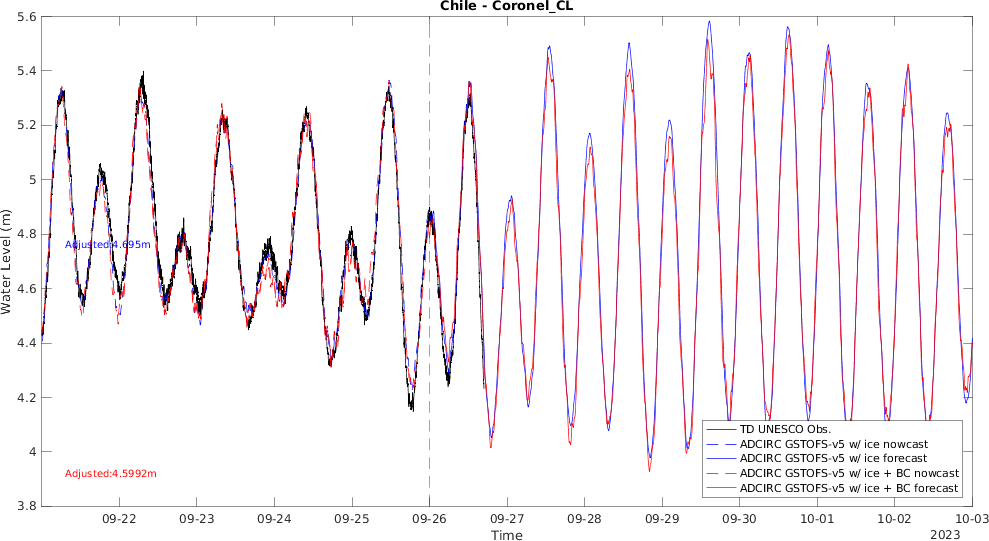 Chile - Coronel_CL
5.6
5.4
5.2
5
4.8
4.6
4.4
4.2
4
3.8
Water Level (m)
Adjusted:4.695m
Adjusted:4.5992m
TD UNESCO Obs.
ADCIRC GSTOFS-v5 w/ ice nowcast
ADCIRC GSTOFS-v5 w/ ice forecast
ADCIRC GSTOFS-v5 w/ ice + BC nowcast
ADCIRC GSTOFS-v5 w/ ice + BC forecast
09-22 09-23 09-24 09-25 09-26 09-27 09-28 09-29 09-30 10-01 10-02 10-03
Time
2023